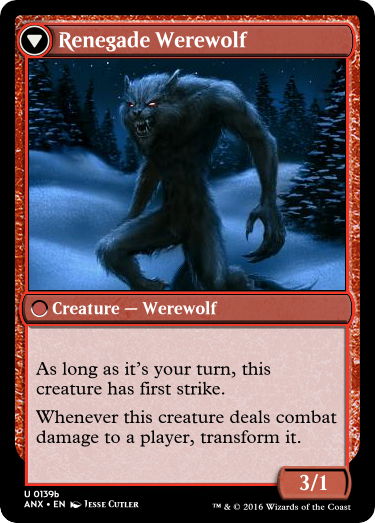 Renegade Werewolf
Creature — Werewolf
As long as it's your turn, this
creature has first strike.
Whenever this creature deals combat
damage to a player, transform it.
3/1
U 0139b
ANX • EN Jesse Cutler
™ & © 2016 Wizards of the Coast